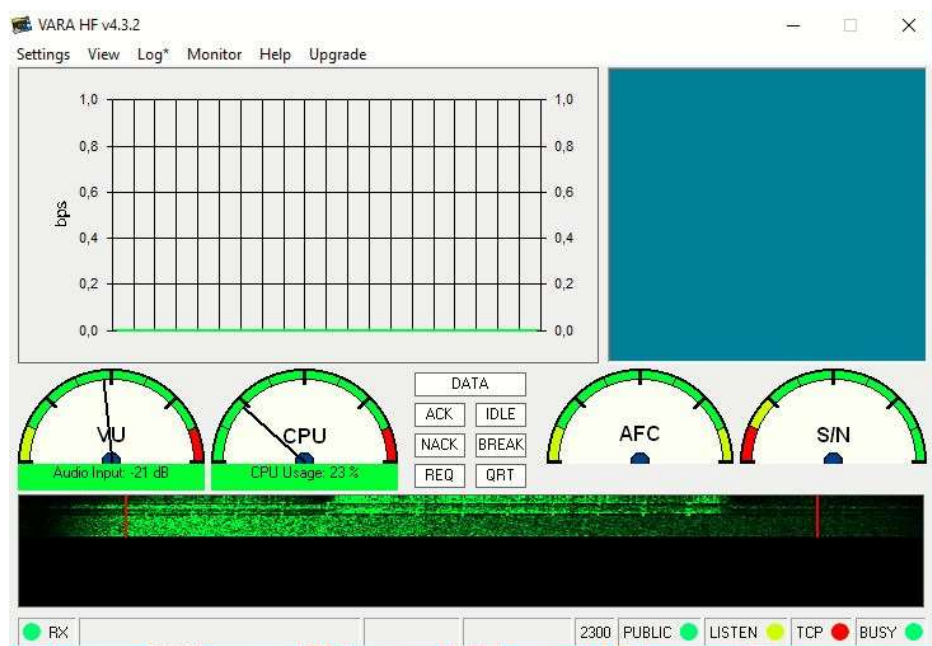 VARA HF v4.3.2
Settings View Log* Monitor Help Upgrade
1,0 1,0
0,8 0,8
0,6 0,6
bps
0,4 0,4
0,2 0,2
0,0 0,0
DATA
ACK IDLE
VU CPU NACK BREAK AFC S/N
Audio Input: -21 dB CPU Usage: 23 % REQ QRT
RX 2300 PUBLIC LISTEN TCP BUSY